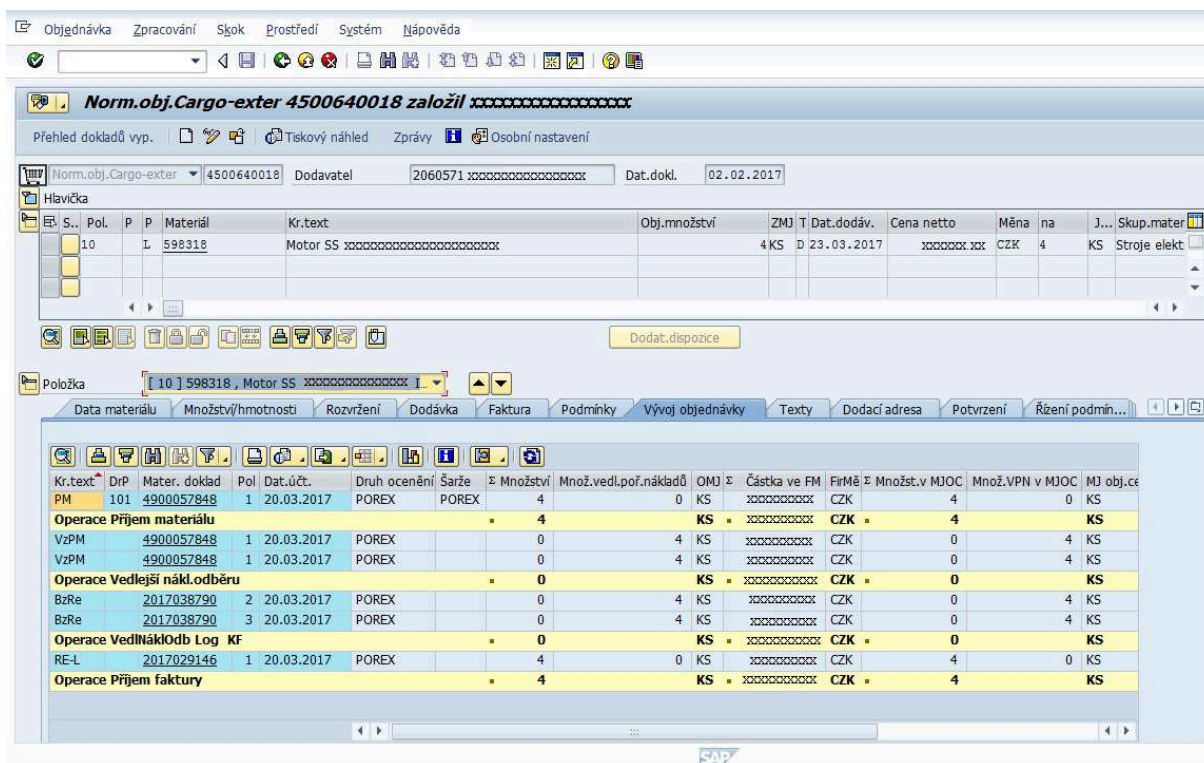 Objednávka Zpracování Skok Prostředí Systém Nápověda
Norm.obj.Cargo-exter 4500640018 založil xxxxxxxxxxxxxxxxxx
Přehled dokladů vyp. Tiskový náhled Zprávy Osobní nastavení
Norm.obj.Cargo-exter 4500640018 Dodavatel 2060571 xxxxxxxxxxxxxxxxx Dat.dokl. 02.02.2017
Hlavička
S.. Pol. P P Materiál Kr.text Obj.množství ZMJ T Dat.dodáv. Cena netto Měna na J... Skup.mater
10 L 598318 Motor SS xxxxxxxxxxxxxxxxxxxxxxx 4 KS D 23.03.2017 xxxxxxx.xx CZK 4 KS Stroje elekt
Dodat.dispozice
Položka [ 10 ] 598318 , Motor SS xxxxxxxxxxxxxxx I...
Data materiálu Množství/hmotnosti Rozvržení Dodávka Faktura Podmínky Vývoj objednávky Texty Dodací adresa Potvrzení Řízení podmín...
Kr.text DrP Mater. doklad Pol Dat.účt. Druh ocenění Šarže Σ Množství Množ.vedl.poř.nákladů OMJ Σ Částka ve FM FirMě Σ Množst.v MJOC Množ.VPN v MJOC MJ obj.ce
PM 101 4900057848 1 20.03.2017 POREX POREX 4 0 KS xxxxxxxxxx CZK 4 0 KS
Operace Příjem materiálu 4 KS xxxxxxxxxx CZK 4 KS
VzPM 4900057848 1 20.03.2017 POREX 0 4 KS xxxxxxxxxx CZK 0 4 KS
VzPM 4900057848 1 20.03.2017 POREX 0 4 KS xxxxxxxxxx CZK 0 4 KS
Operace Vedlejší nákl.odběru 0 KS xxxxxxxxxx CZK 0 KS
BzRe 2017038790 2 20.03.2017 POREX 0 4 KS xxxxxxxxxx CZK 0 4 KS
BzRe 2017038790 3 20.03.2017 POREX 0 4 KS xxxxxxxxxx CZK 0 4 KS
Operace VedlNáklOdb Log KF 0 KS xxxxxxxxxx CZK 0 KS
RE-L 2017029146 1 20.03.2017 POREX 4 0 KS xxxxxxxxxx CZK 4 0 KS
Operace Příjem faktury 4 KS xxxxxxxxxx CZK 4 KS
SAP